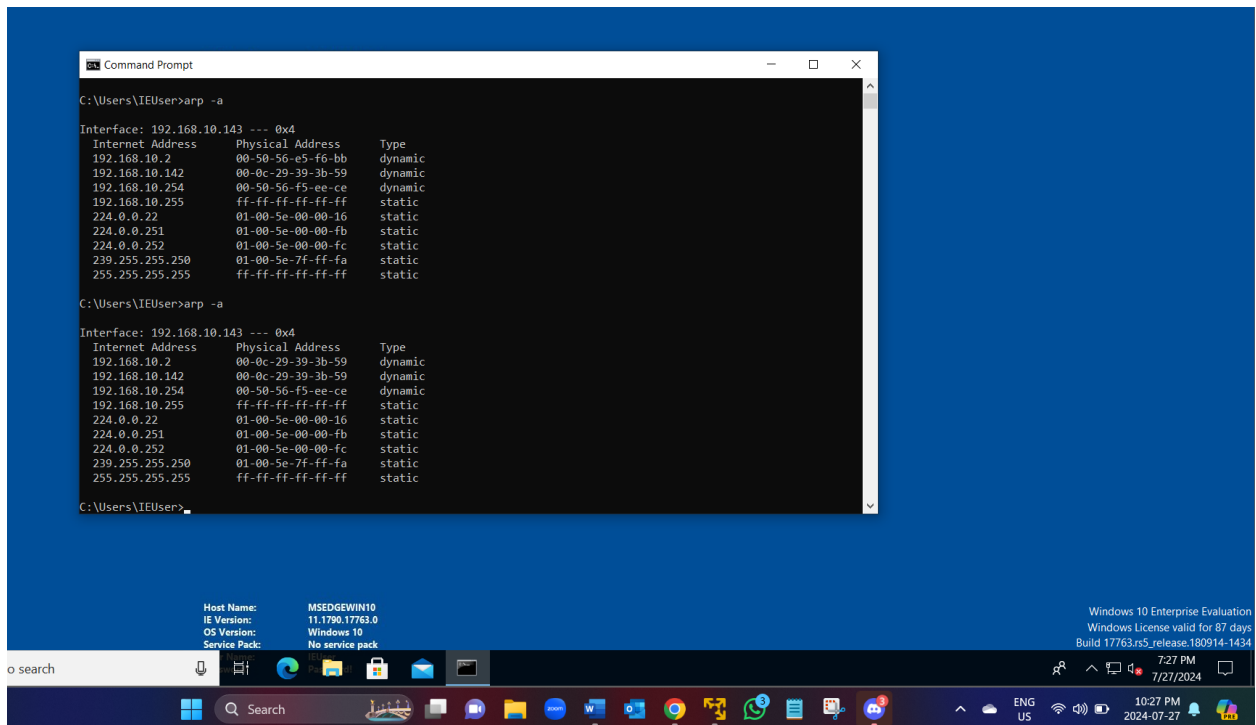 Command Prompt
C:\Users\IEUser>arp -a
Interface: 192.168.10.143 --- 0x4
Internet Address Physical Address Type
192.168.10.2 00-50-56-e5-f6-bb dynamic
192.168.10.142 00-0c-29-39-3b-59 dynamic
192.168.10.254 00-50-56-f5-ee-ce dynamic
192.168.10.255 ff-ff-ff-ff-ff-ff static
224.0.0.22 01-00-5e-00-00-16 static
224.0.0.251 01-00-5e-00-00-fb static
224.0.0.252 01-00-5e-00-00-fc static
239.255.255.250 01-00-5e-7f-ff-fa static
255.255.255.255 ff-ff-ff-ff-ff-ff static
C:\Users\IEUser>arp -a
Interface: 192.168.10.143 --- 0x4
Internet Address Physical Address Type
192.168.10.2 00-0c-29-39-3b-59 dynamic
192.168.10.142 00-0c-29-39-3b-59 dynamic
192.168.10.254 00-50-56-f5-ee-ce dynamic
192.168.10.255 ff-ff-ff-ff-ff-ff static
224.0.0.22 01-00-5e-00-00-16 static
224.0.0.251 01-00-5e-00-00-fb static
224.0.0.252 01-00-5e-00-00-fc static
239.255.255.250 01-00-5e-7f-ff-fa static
255.255.255.255 ff-ff-ff-ff-ff-ff static
C:\Users\IEUser>
Host Name: MSEDGEWIN10
IE Version: 11.1790.17763.0
OS Version: Windows 10
Service Pack: No service pack
Windows 10 Enterprise Evaluation
Windows License valid for 87 days
Build 17763.rs5_release.180914-1434
o search
7:27 PM
7/27/2024
Search
zoom
3
3
ENG
US
10:27 PM
2024-07-27
PRE